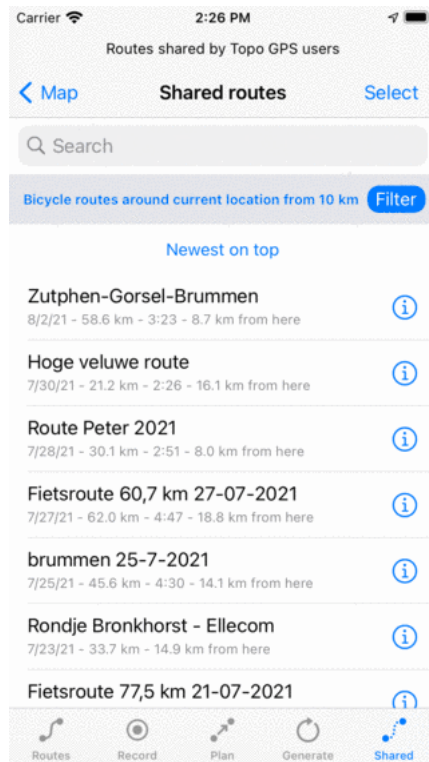 Carrier 2:26 PM
Routes shared by Topo GPS users
Map Shared routes Select
Search
Bicycle routes around current location from 10 km Filter
Newest on top
Zutphen-Gorsel-Brummen
8/2/21 - 58.6 km - 3:23 - 8.7 km from here
Hoge veluwe route
7/30/21 - 21.2 km - 2:26 - 16.1 km from here
Route Peter 2021
7/28/21 - 30.1 km - 2:51 - 8.0 km from here
Fietsroute 60,7 km 27-07-2021
7/27/21 - 62.0 km - 4:47 - 18.8 km from here
brummen 25-7-2021
7/25/21 - 45.6 km - 4:30 - 14.1 km from here
Rondje Bronkhorst - Ellecom
7/23/21 - 33.7 km - 14.9 km from here
Fietsroute 77,5 km 21-07-2021
Routes Record Plan Generate Shared